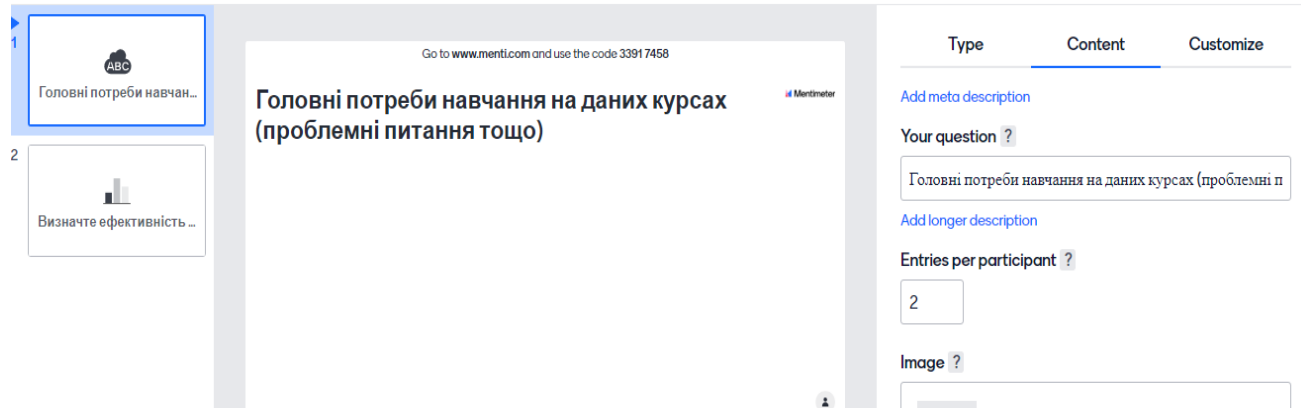 1
ABC
Головні потреби навчан...
2
Визначте ефективність ...
Go to www.menti.com and use the code 3391 7458
Головні потреби навчання на даних курсах
(проблемні питання тощо)
Mentimeter
Type Content Customize
Add meta description
Your question ?
Головні потреби навчання на даних курсах (проблемні п
Add longer description
Entries per participant ?
2
Image ?